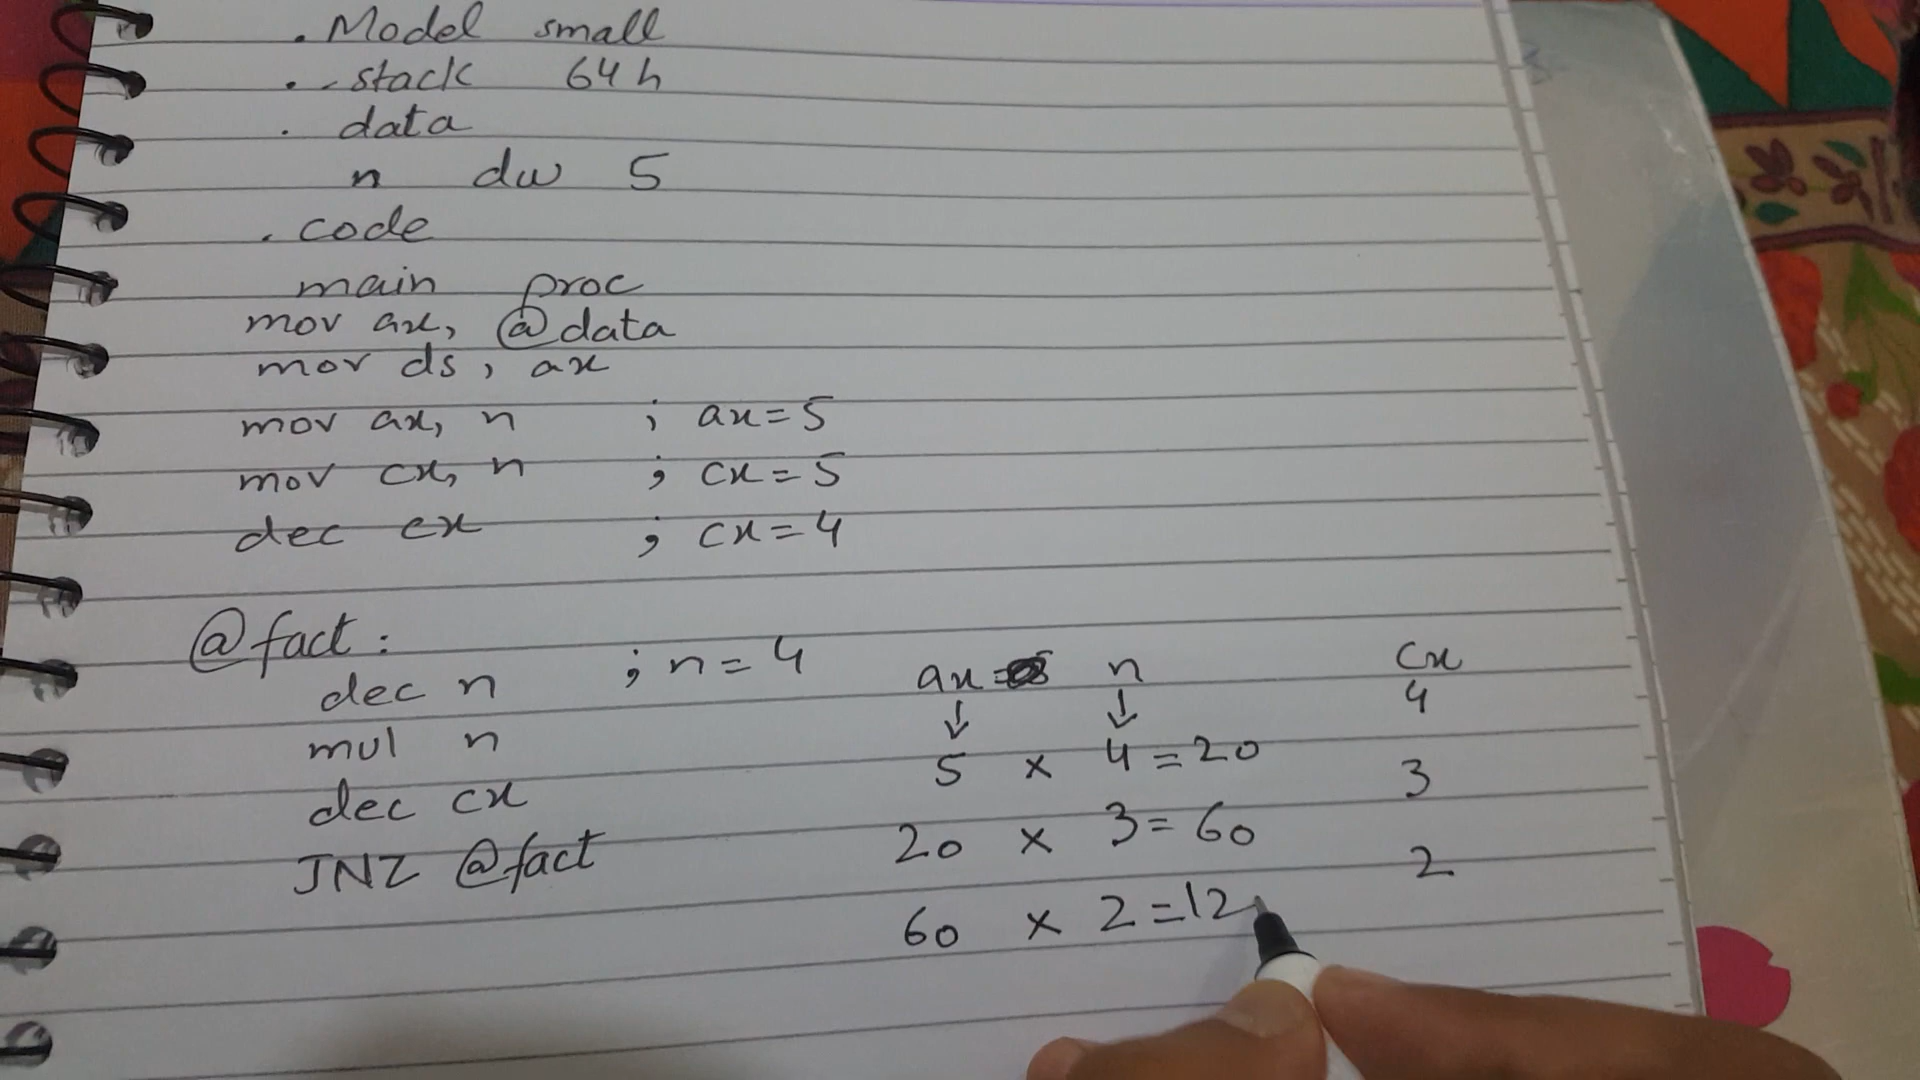 . Model small
. stack 64h
. data
n dw 5
. code
main proc
mov ax, @data
mov ds, ax
mov ax, n ; ax=5
mov cx, n ; cx=5
dec cx ; cx=4
@fact:
dec n ; n=4
mul n
dec cx
JNZ @fact
ax = n cx
↓ ↓ 4
5 x 4=20 3
20 x 3=60 2
60 x 2=12